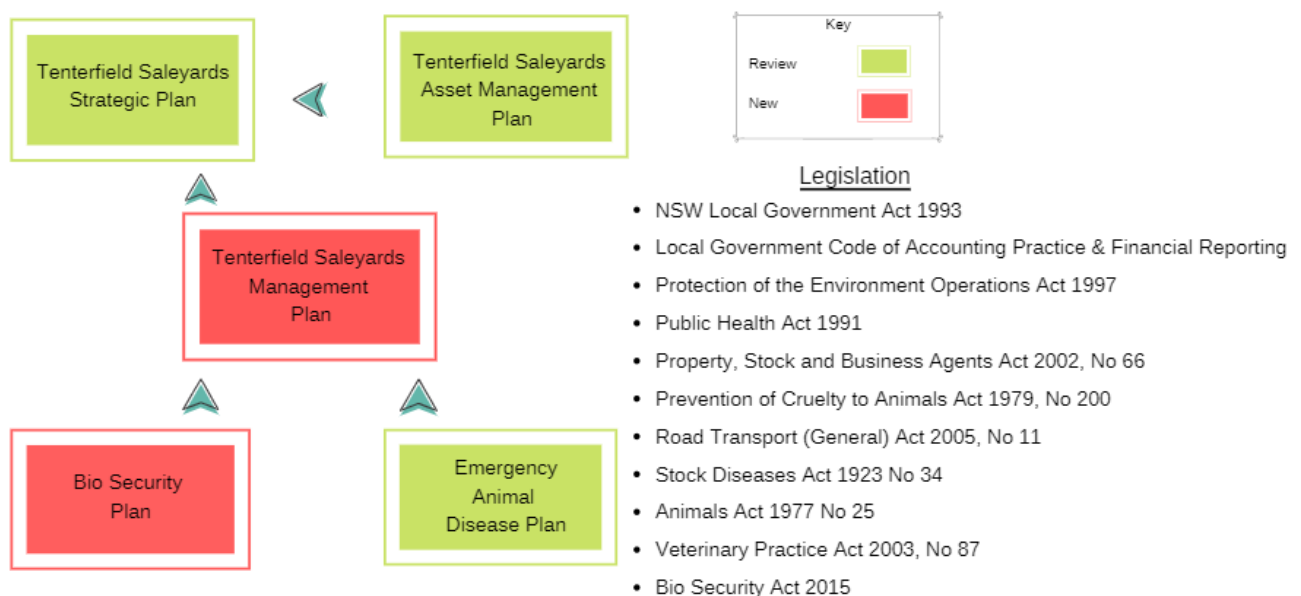 Tenterfield Saleyards
Strategic Plan
Tenterfield Saleyards
Asset Management
Plan
Key
Review
New
Tenterfield Saleyards
Management
Plan
Bio Security
Plan
Emergency
Animal
Disease Plan
Legislation
• NSW Local Government Act 1993
• Local Government Code of Accounting Practice & Financial Reporting
• Protection of the Environment Operations Act 1997
• Public Health Act 1991
• Property, Stock and Business Agents Act 2002, No 66
• Prevention of Cruelty to Animals Act 1979, No 200
• Road Transport (General) Act 2005, No 11
• Stock Diseases Act 1923 No 34
• Animals Act 1977 No 25
• Veterinary Practice Act 2003, No 87
• Bio Security Act 2015